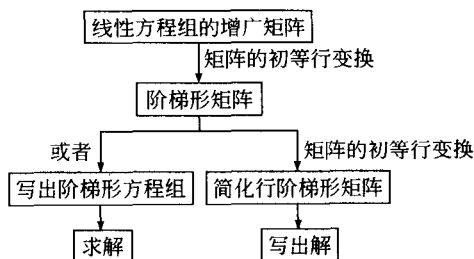 线性方程组的增广矩阵
矩阵的初等行变换
阶梯形矩阵
或者
矩阵的初等行变换
写出阶梯形方程组
简化行阶梯形矩阵
求解
写出解